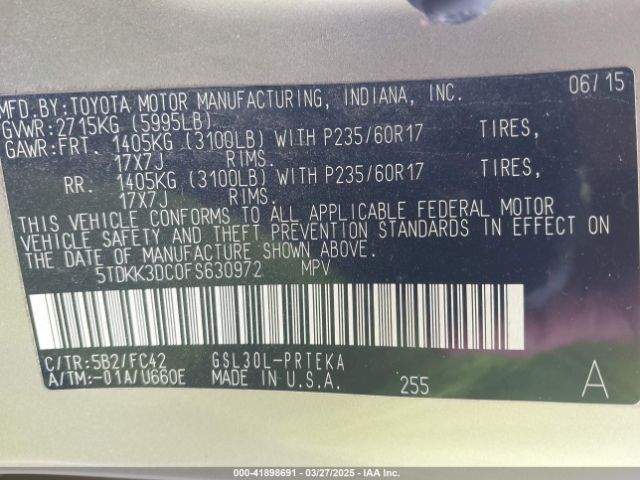 MFD.BY:TOYOTA MOTOR MANUFACTURING, INDIANA, INC. 06/15
GVWR:2715KG (5995LB)
GAWR:FRT. 1405KG (3100LB) WITH P235/60R17 TIRES,
17X7J RIMS.
RR. 1405KG (3100LB) WITH P235/60R17 TIRES,
17X7J RIMS.
THIS VEHICLE CONFORMS TO ALL APPLICABLE FEDERAL MOTOR
VEHICLE SAFETY AND THEFT PREVENTION STANDARDS IN EFFECT ON
THE DATE OF MANUFACTURE SHOWN ABOVE.
5TDKK3DC0FS630972 MPV
C/TR:5B2/FC42 GSL30L-PRTEKA
A/TM:-01A/U660E MADE IN U.S.A. 255 A
000-41898691 - 03/27/2025 - IAA Inc.